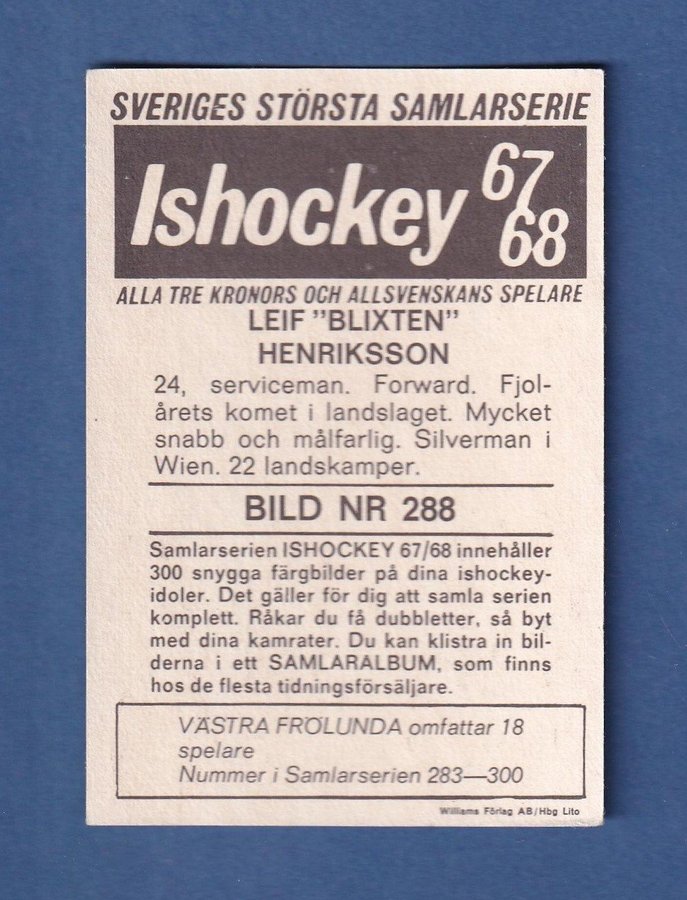 SVERIGES STÖRSTA SAMLARSERIE
Ishockey 67
68
ALLA TRE KRONORS OCH ALLSVENSKANS SPELARE
LEIF "BLIXTEN"
HENRIKSSON
24, serviceman. Forward. Fjol-
årets komet i landslaget. Mycket
snabb och målfarlig. Silverman i
Wien. 22 landskamper.
BILD NR 288
Samlarserien ISHOCKEY 67/68 innehåller
300 snygga färgbilder på dina ishockey-
idoler. Det gäller för dig att samla serien
komplett. Råkar du få dubbletter, så byt
med dina kamrater. Du kan klistra in bil-
derna i ett SAMLARALBUM, som finns
hos de flesta tidningsförsäljare.
VÄSTRA FRÖLUNDA omfattar 18
spelare
Nummer i Samlarserien 283—300
Williams Förlag AB/Hbg Lito